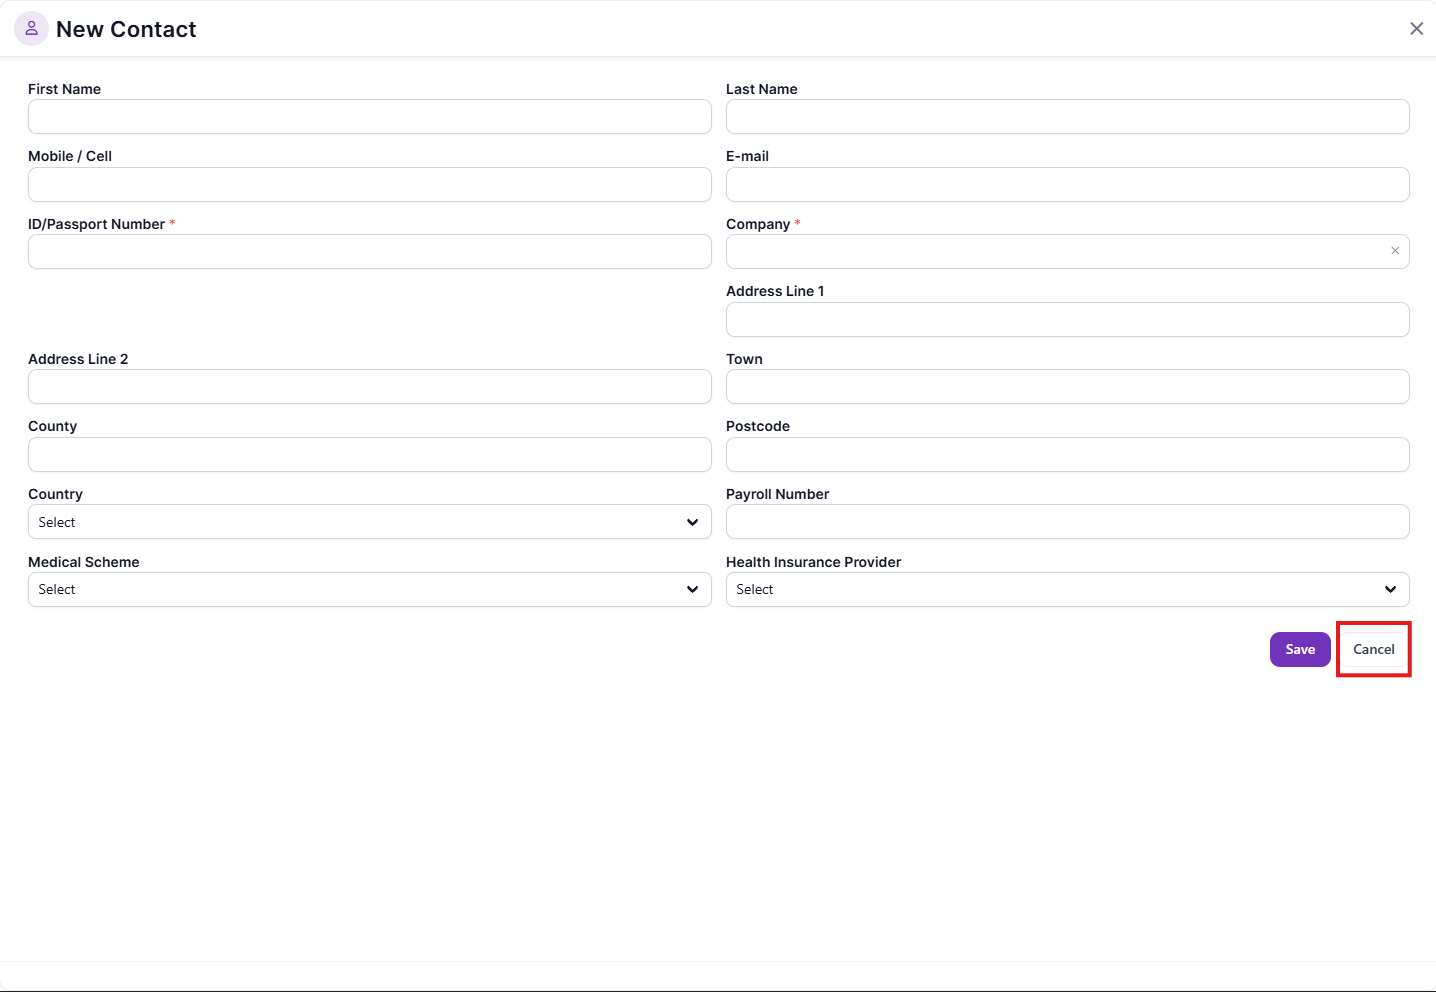 New Contact
First Name
Last Name
Mobile / Cell
E-mail
ID/Passport Number *
Company *
Address Line 1
Address Line 2
Town
County
Postcode
Country
Payroll Number
Select
Medical Scheme
Health Insurance Provider
Select
Select
Save
Cancel